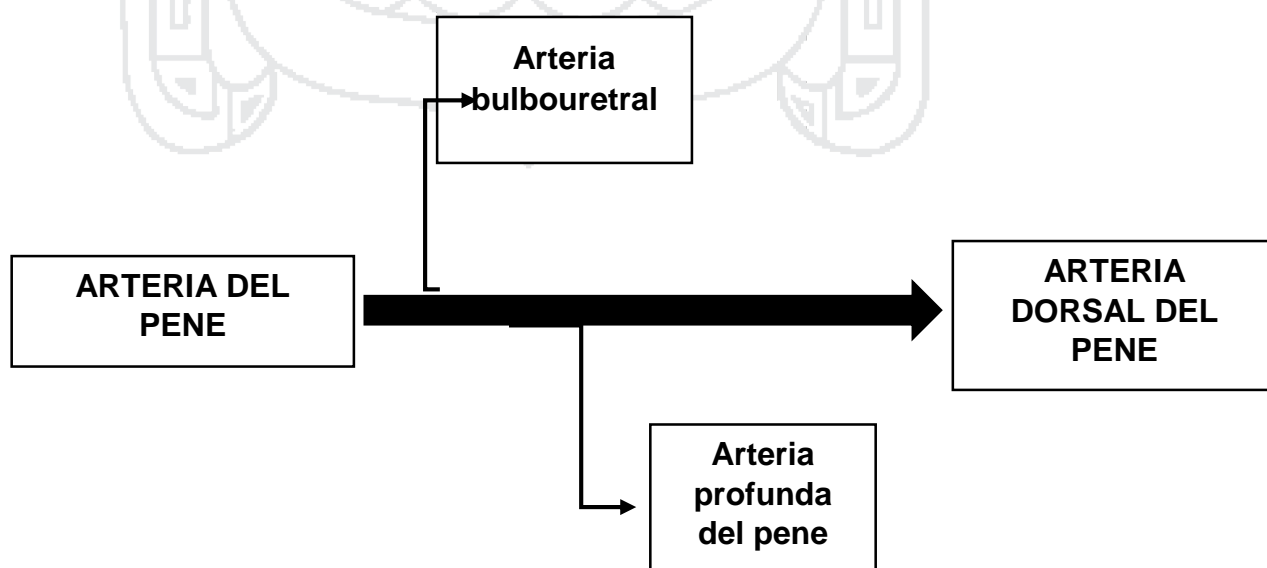 Arteria
bulbouretral
ARTERIA DEL
PENE
ARTERIA
DORSAL DEL
PENE
Arteria
profunda
del pene